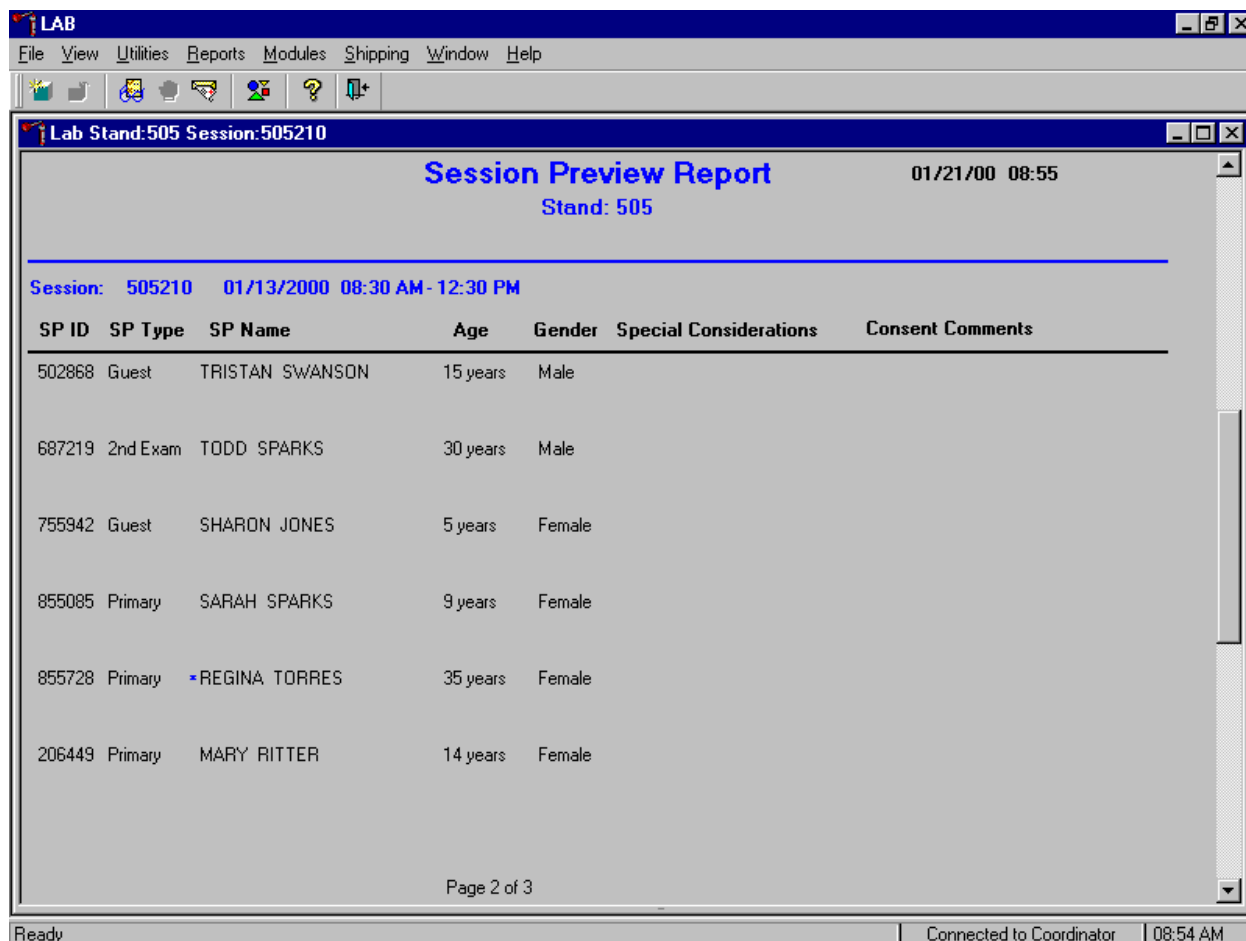 LAB
File View Utilities Reports Modules Shipping Window Help
Lab Stand:505 Session:505210
Session Preview Report 01/21/00 08:55
Stand: 505
Session: 505210 01/13/2000 08:30 AM - 12:30 PM
SP ID SP Type SP Name Age Gender Special Considerations Consent Comments
502868 Guest TRISTAN SWANSON 15 years Male
687219 2nd Exam TODD SPARKS 30 years Male
755942 Guest SHARON JONES 5 years Female
855085 Primary SARAH SPARKS 9 years Female
855728 Primary *REGINA TORRES 35 years Female
206449 Primary MARY RITTER 14 years Female
Page 2 of 3
Ready Connected to Coordinator 08:54 AM